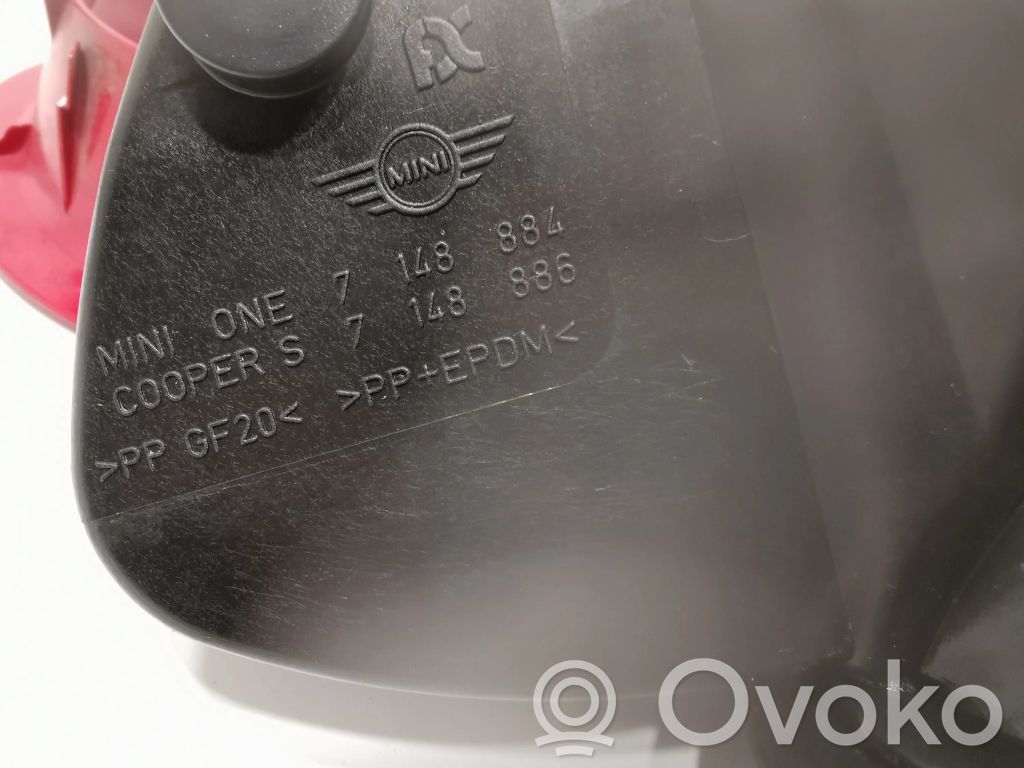 MINI
MINI ONE 7 148 884
COOPER S 7 148 886
>PP GF20< >PP+EPDM<
Ovoko